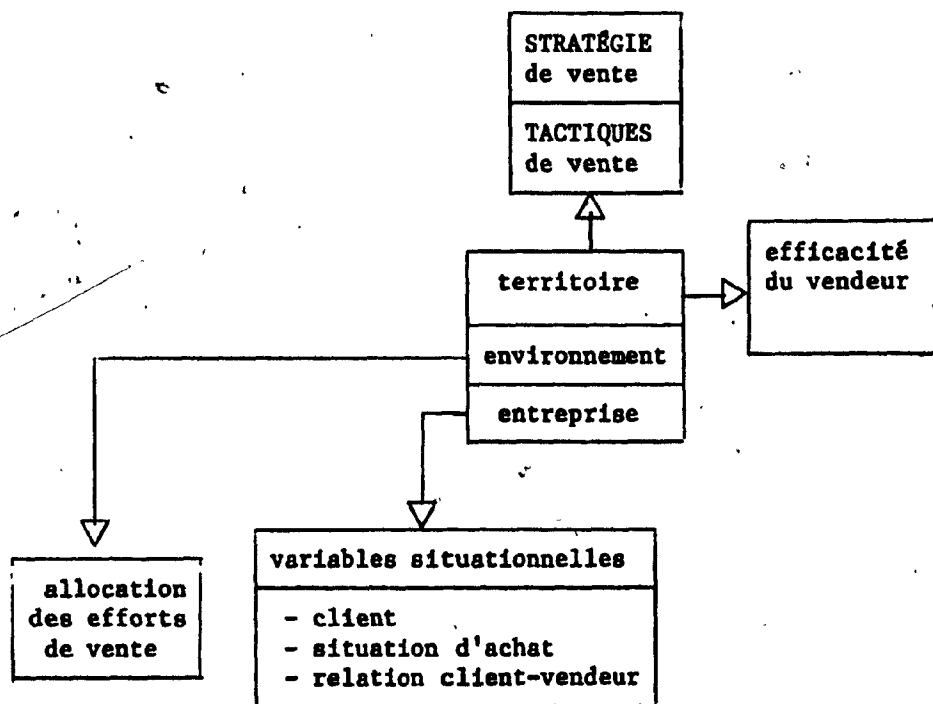 STRATÉGIE
de vente
TACTIQUES
de vente
territoire
environnement
entreprise
efficacité
du vendeur
allocation
des efforts
de vente
variables situationnelles
- client
- situation d'achat
- relation client-vendeur